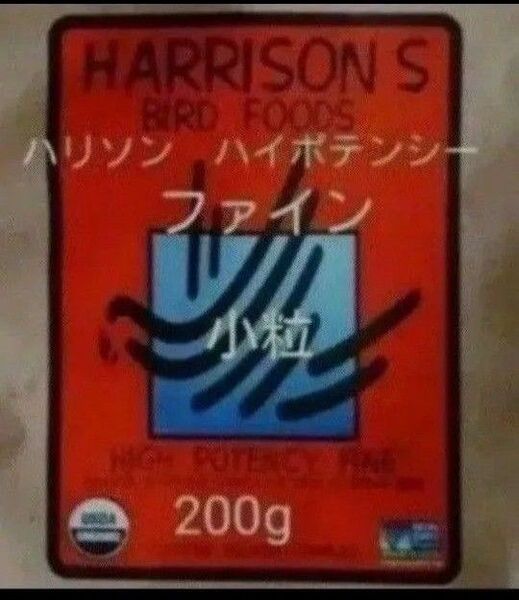 HARRISON S
BIRD FOODS
ハリソン ハイポテンシー
ファイン
小粒
HIGH POTENCY FINE
200g
USDA